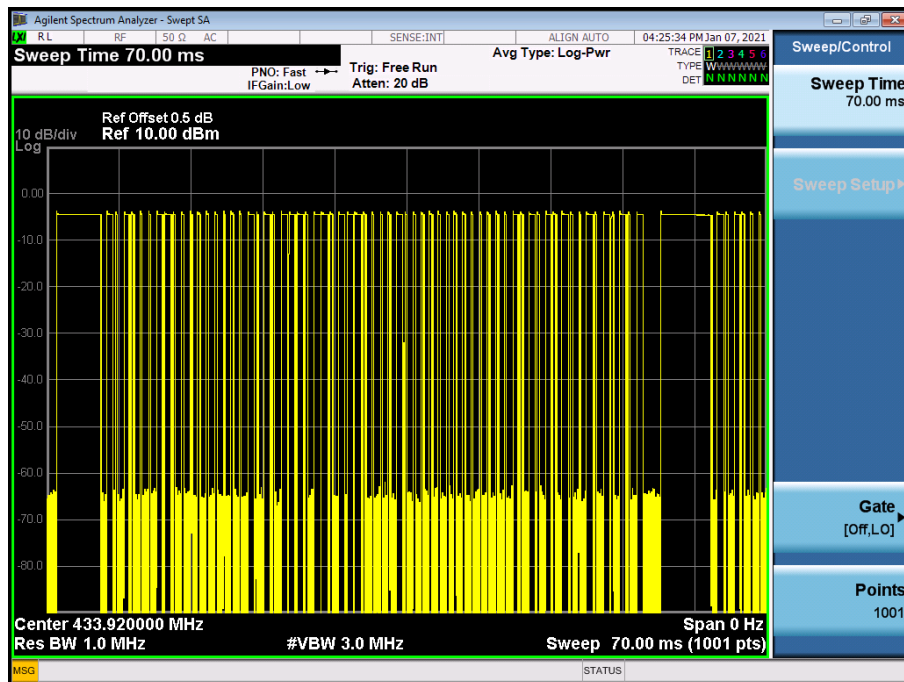 Agilent Spectrum Analyzer - Swept SA
LXI RL RF 50 Ω AC SENSE:INT ALIGN AUTO 04:25:34 PM Jan 07, 2021
Sweep Time 70.00 ms
PNO: Fast
IFGain:Low
Trig: Free Run
Atten: 20 dB
Avg Type: Log-Pwr
TRACE 1 2 3 4 5 6
TYPE WWWWWW
DET N N N N N N
Ref Offset 0.5 dB
10 dB/div Ref 10.00 dBm
Log
0.00
-10.0
-20.0
-30.0
-40.0
-50.0
-60.0
-70.0
-80.0
Center 433.920000 MHz Span 0 Hz
Res BW 1.0 MHz #VBW 3.0 MHz Sweep 70.00 ms (1001 pts)
MSG STATUS
Sweep/Control
Sweep Time
70.00 ms
Sweep Setup
Gate
[Off,LO]
Points
1001